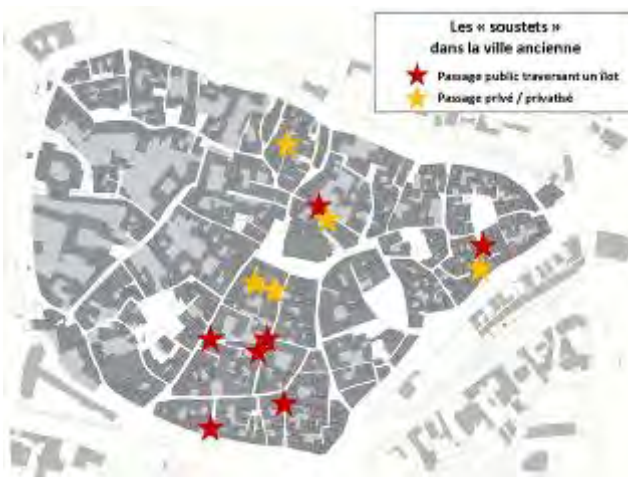 Les « soustets »
dans la ville ancienne
Passage public traversant un îlot
Passage privé / privatisé